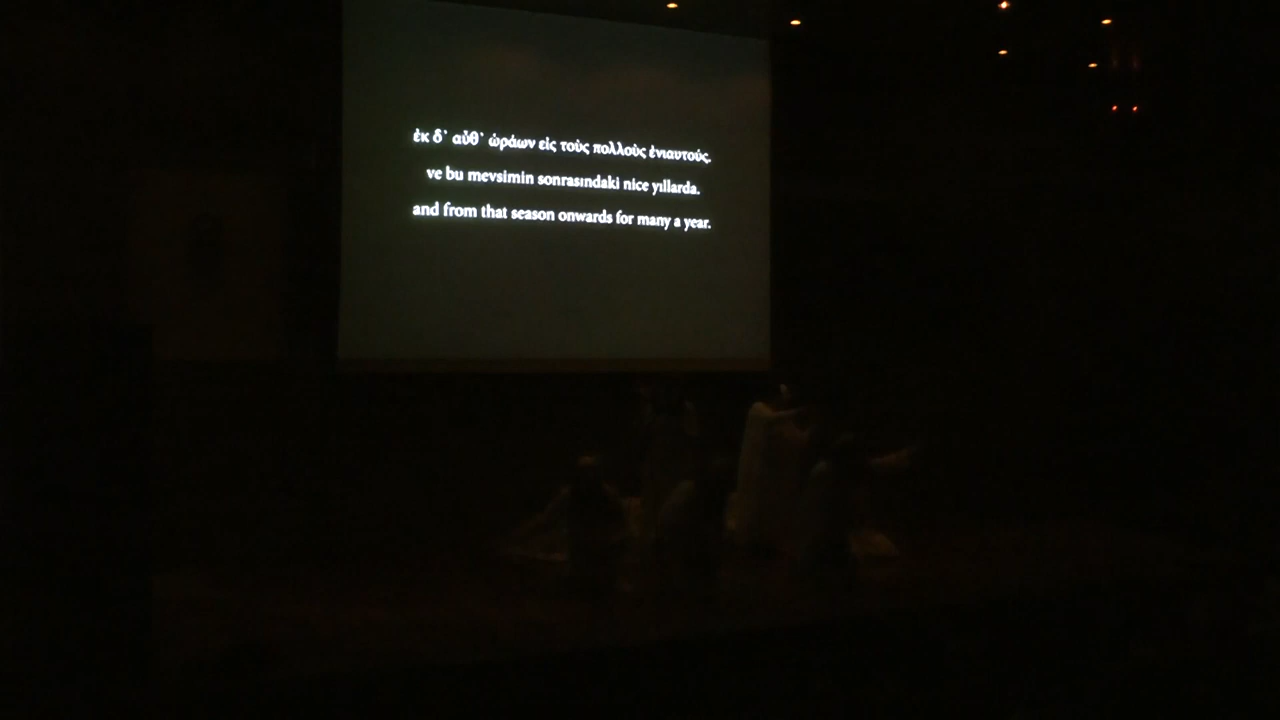 ἐκ δ᾽ αὖθ᾽ ὡράων εἰς τοὺς πολλοὺς ἐνιαυτούς.
ve bu mevsimin sonrasındaki nice yıllarda.
and from that season onwards for many a year.